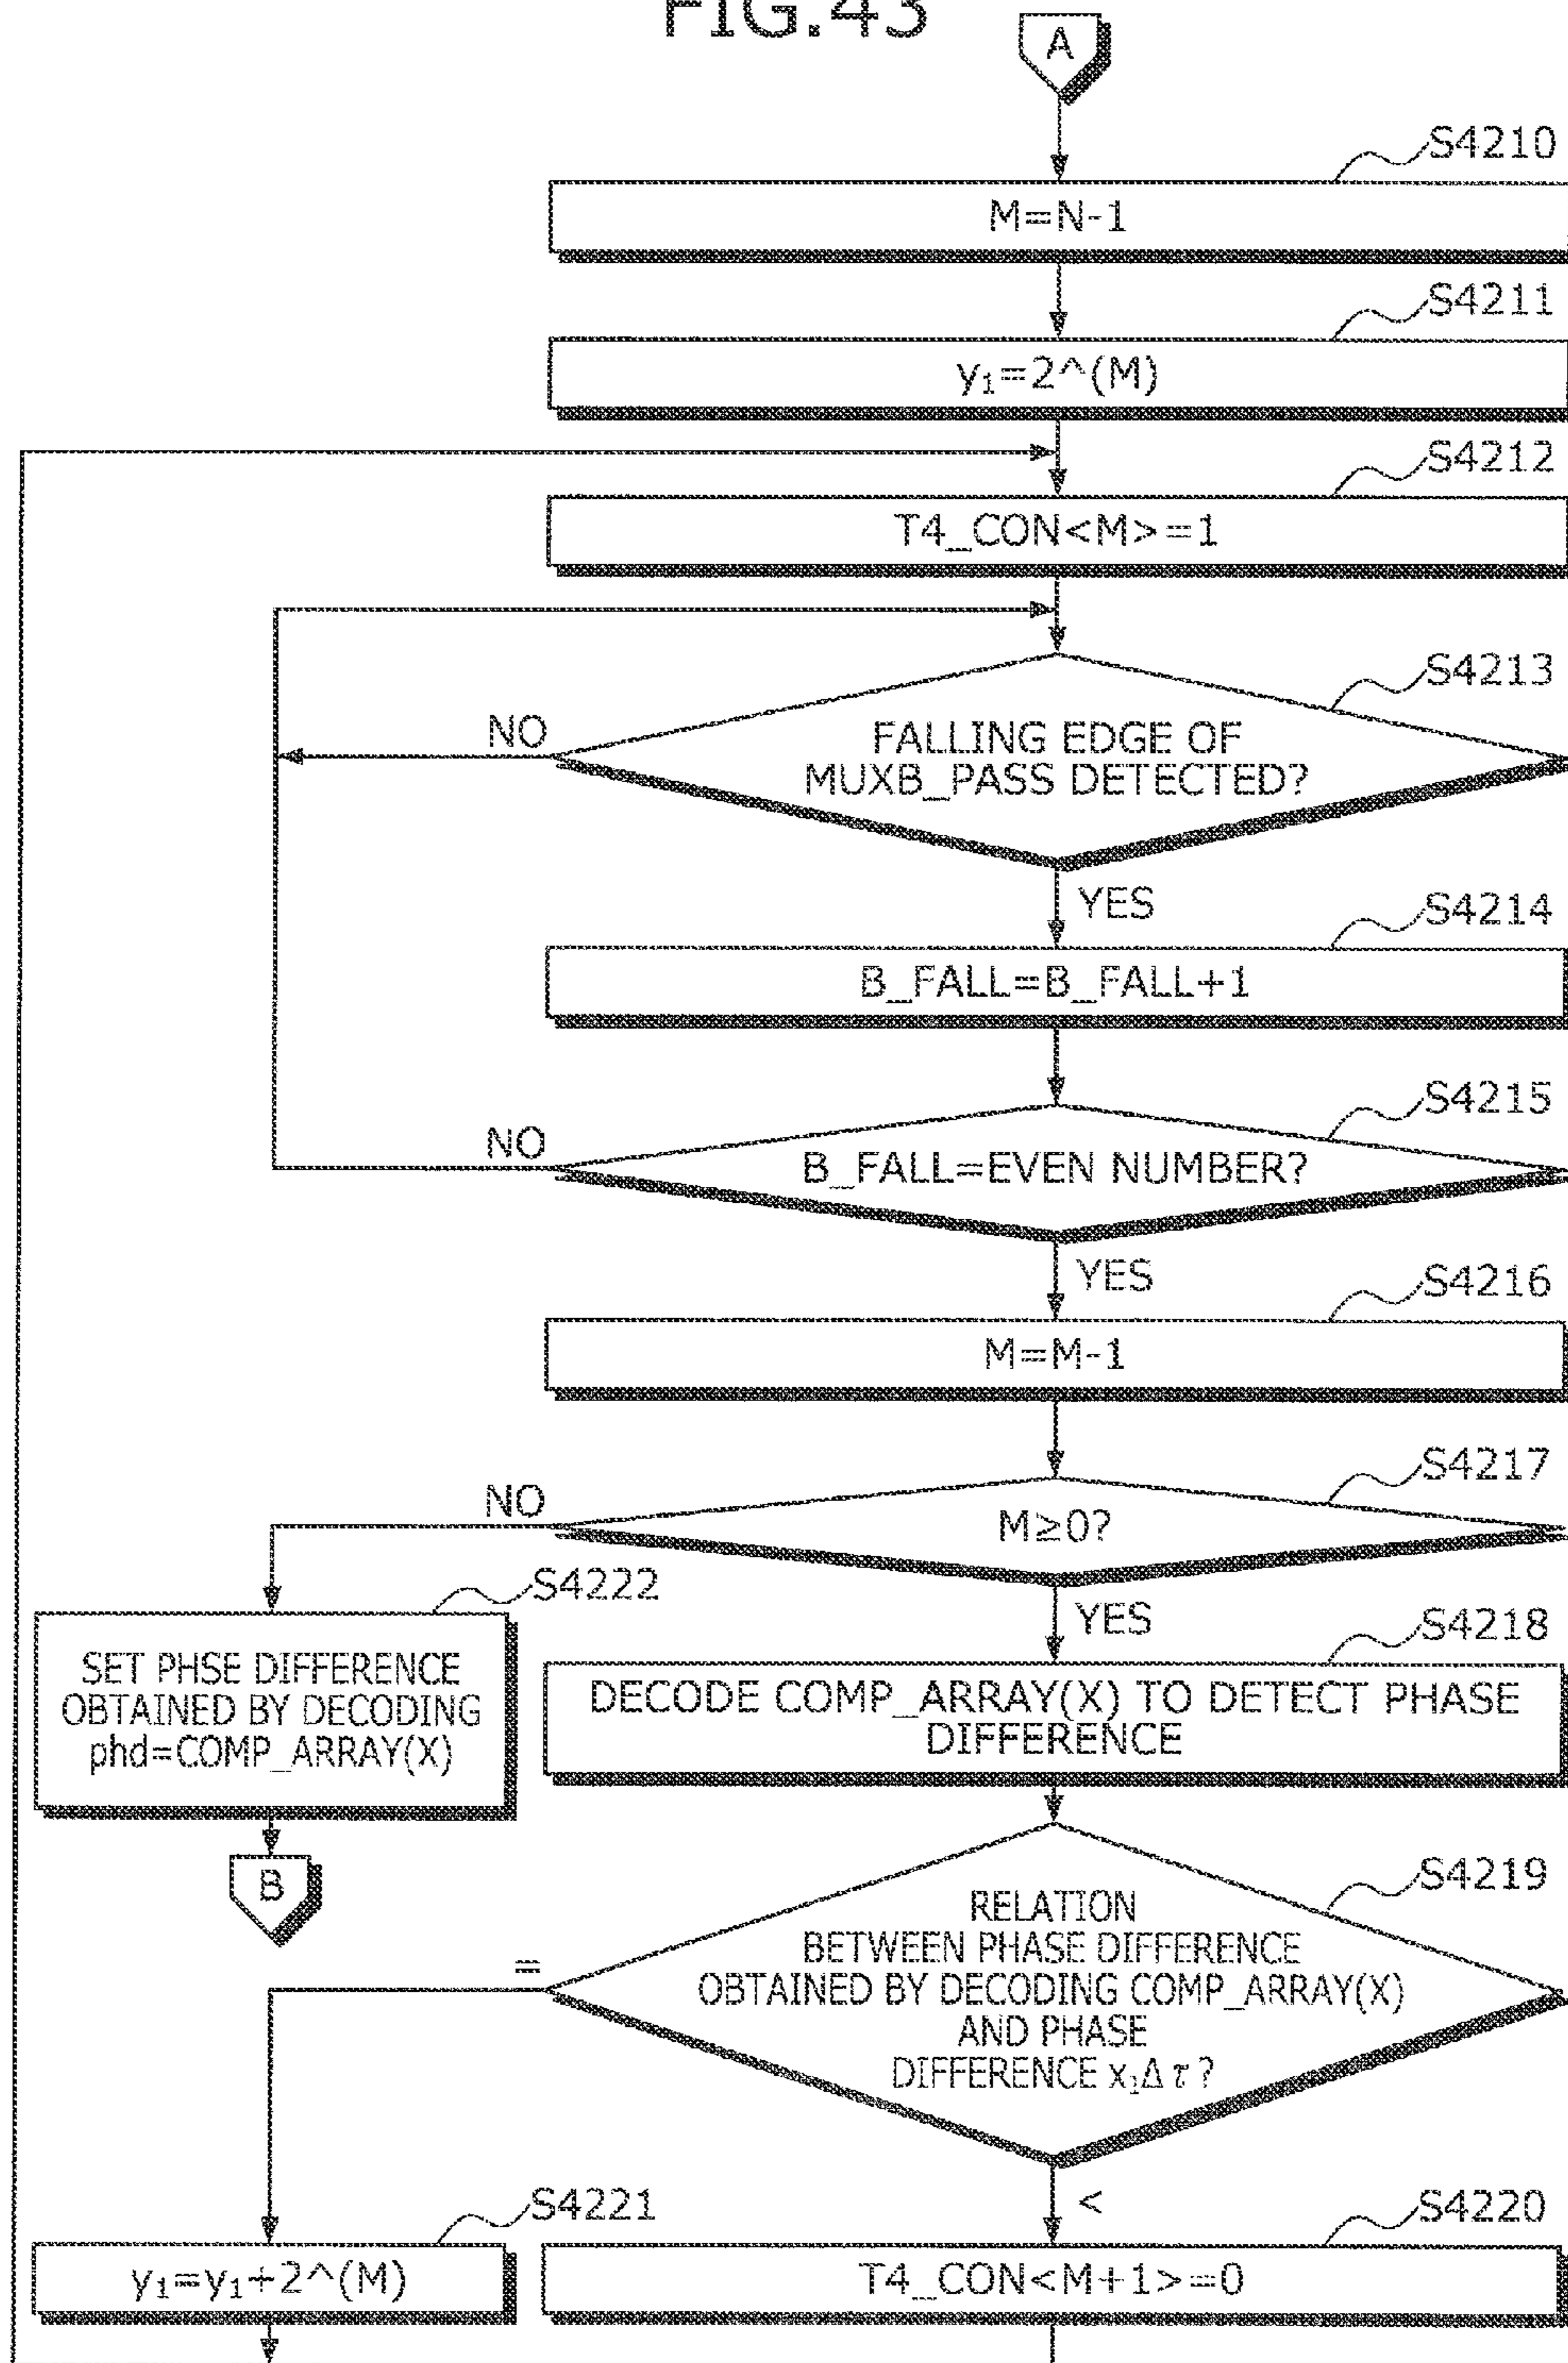 FIG.43
A
S4210
M=N-1
S4211
y₁=2^(M)
S4212
T4_CON<M>=1
S4213
NO
FALLING EDGE OF
MUXB_PASS DETECTED?
YES
S4214
B_FALL=B_FALL+1
S4215
NO
B_FALL=EVEN NUMBER?
YES
S4216
M=M-1
S4217
NO
M≥0?
S4222
YES
S4218
SET PHSE DIFFERENCE
OBTAINED BY DECODING
phd=COMP_ARRAY(X)
DECODE COMP_ARRAY(X) TO DETECT PHASE
DIFFERENCE
B
S4219
=
RELATION
BETWEEN PHASE DIFFERENCE
OBTAINED BY DECODING COMP_ARRAY(X)
AND PHASE
DIFFERENCE x₁Δτ?
<
S4221
S4220
y₁=y₁+2^(M)
T4_CON<M+1>=0